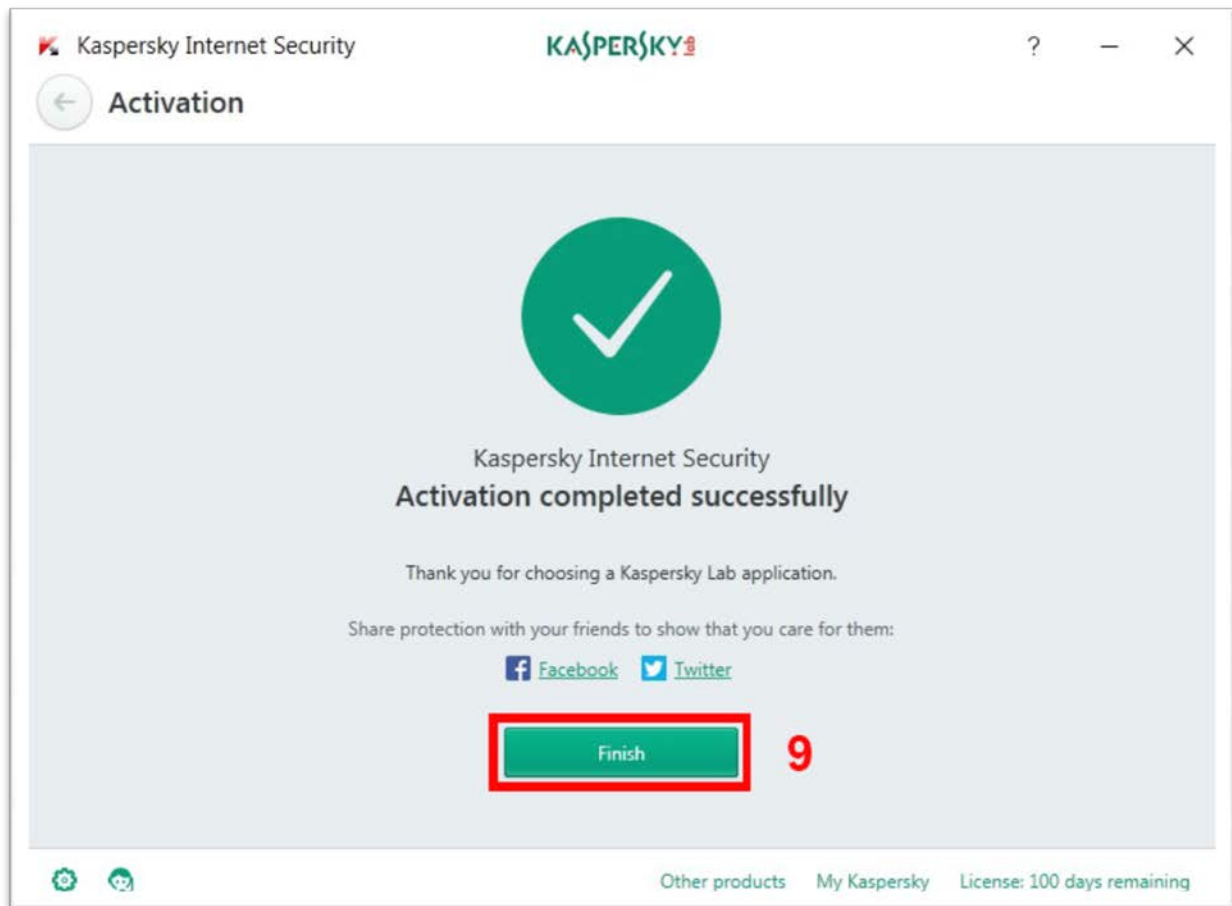 Kaspersky Internet Security
KASPERSKY lab
Activation
Kaspersky Internet Security
Activation completed successfully
Thank you for choosing a Kaspersky Lab application.
Share protection with your friends to show that you care for them:
Facebook Twitter
Finish 9
Other products My Kaspersky License: 100 days remaining